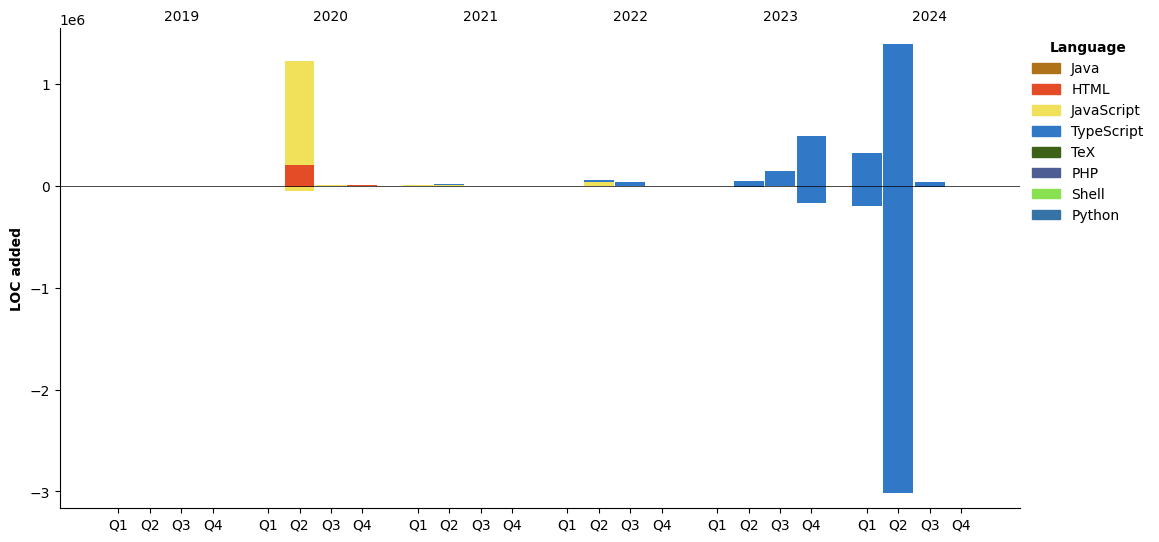 1e6
2019 2020 2021 2022 2023 2024
Language
Java
HTML
JavaScript
TypeScript
TeX
PHP
Shell
Python
LOC added
1
0
−1
−2
−3
Q1 Q2 Q3 Q4 Q1 Q2 Q3 Q4 Q1 Q2 Q3 Q4 Q1 Q2 Q3 Q4 Q1 Q2 Q3 Q4 Q1 Q2 Q3 Q4